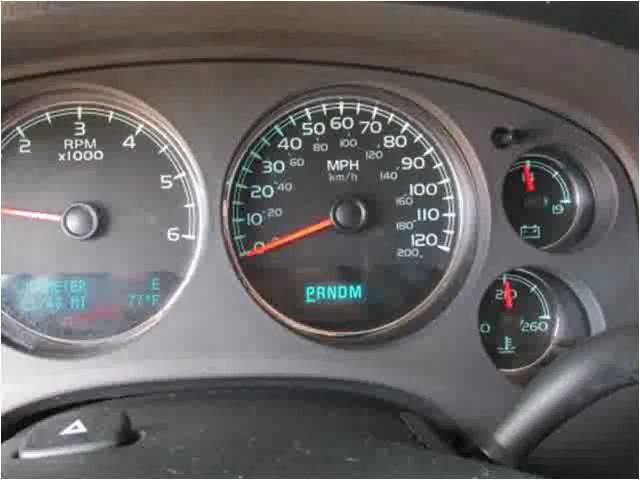 2 3 4 5 6
RPM
x1000
E
77°F
0 10 20 30 40 50 60 70 80 90 100 110 120
20 40 60 80 100 120 140 160 180 200
MPH
km/h
PRNDM
19
210
260